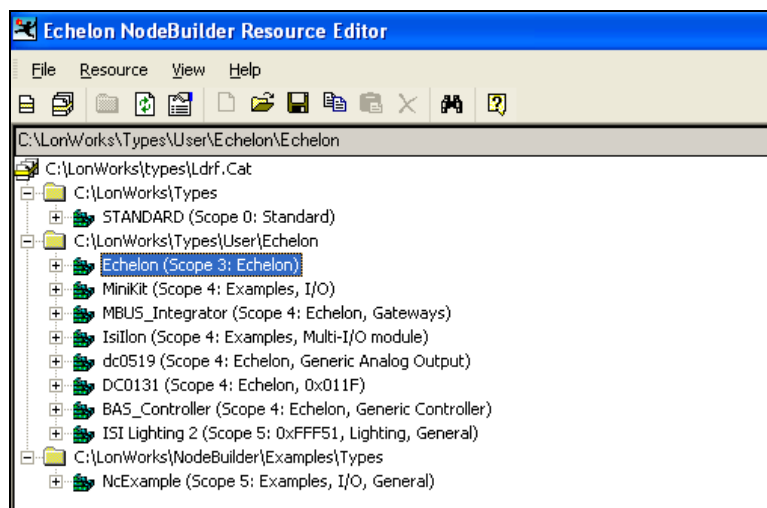 Echelon NodeBuilder Resource Editor
File Resource View Help
C:\LonWorks\Types\User\Echelon\Echelon
C:\LonWorks\types\Ldrf.Cat
C:\LonWorks\Types
STANDARD (Scope 0: Standard)
C:\LonWorks\Types\User\Echelon
Echelon (Scope 3: Echelon)
MiniKit (Scope 4: Examples, I/O)
MBUS_Integrator (Scope 4: Echelon, Gateways)
IsiIlon (Scope 4: Examples, Multi-I/O module)
dc0519 (Scope 4: Echelon, Generic Analog Output)
DC0131 (Scope 4: Echelon, 0x011F)
BAS_Controller (Scope 4: Echelon, Generic Controller)
ISI Lighting 2 (Scope 5: 0xFFF51, Lighting, General)
C:\LonWorks\NodeBuilder\Examples\Types
NcExample (Scope 5: Examples, I/O, General)